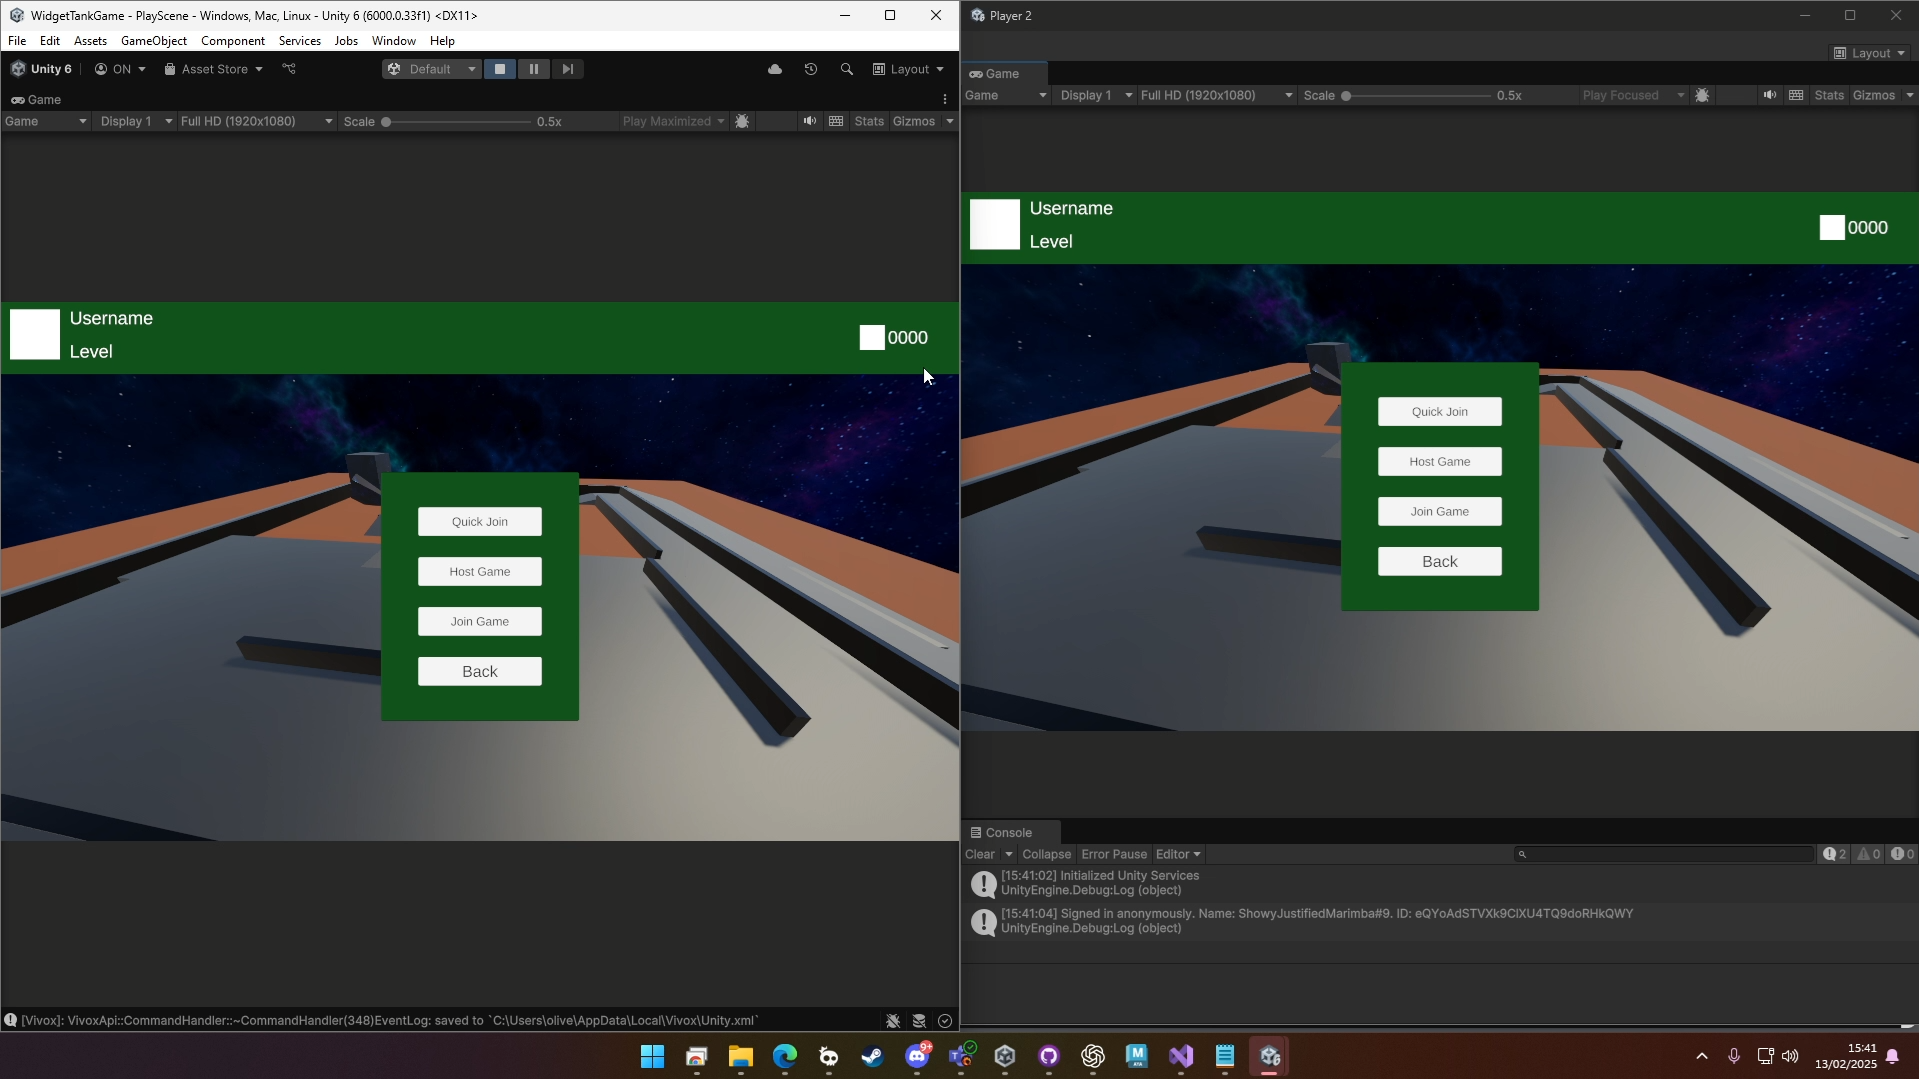 WidgetTankGame - PlayScene - Windows, Mac, Linux - Unity 6 (6000.0.33f1) <DX11>
File Edit Assets GameObject Component Services Jobs Window Help
Unity 6 ON Asset Store Default Layout
Game
Game Display 1 Full HD (1920x1080) Scale 0.5x Play Maximized Stats Gizmos
Username
Level
0000
Quick Join
Host Game
Join Game
Back
[Vivox]: VivoxApi::CommandHandler::~CommandHandler(348)EventLog: saved to `C:\Users\olive\AppData\Local\Vivox\Unity.xml`
Player 2
Layout
Game
Game Display 1 Full HD (1920x1080) Scale 0.5x Play Focused Stats Gizmos
Username
Level
0000
Quick Join
Host Game
Join Game
Back
Console
Clear Collapse Error Pause Editor 2 0 0
[15:41:02] Initialized Unity Services
UnityEngine.Debug:Log (object)
[15:41:04] Signed in anonymously. Name: ShowyJustifiedMarimba#9. ID: eQYoAdSTVXk9ClXU4TQ9doRHkQWY
UnityEngine.Debug:Log (object)
9+
15:41
13/02/2025